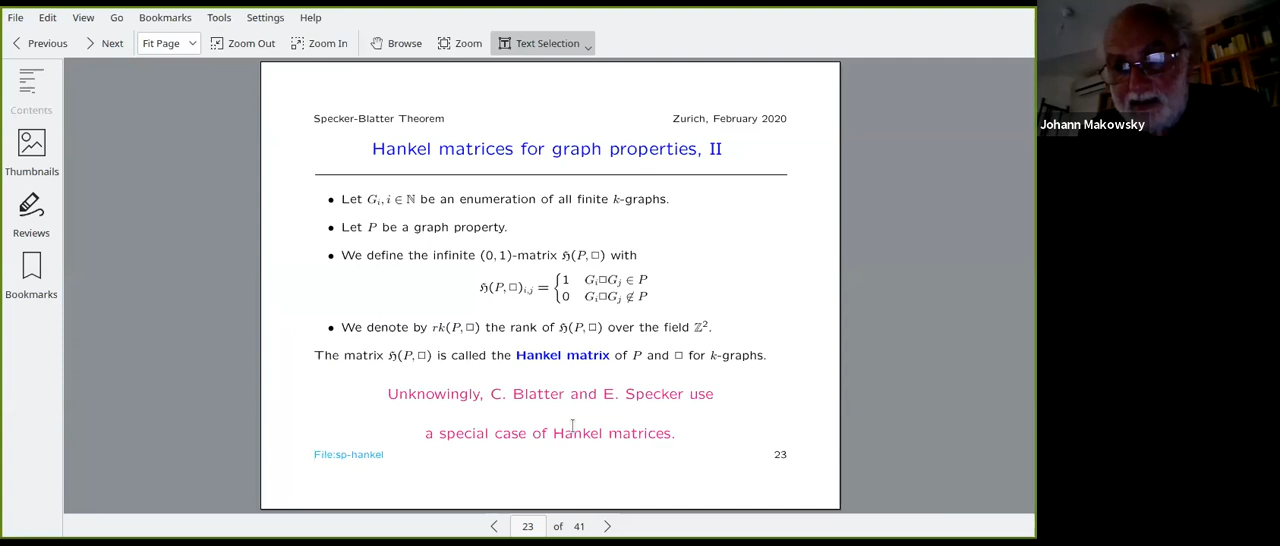 File Edit View Go Bookmarks Tools Settings Help
Previous Next Fit Page Zoom Out Zoom In Browse Zoom Text Selection
Contents
Thumbnails
Reviews
Bookmarks
Specker-Blatter Theorem Zurich, February 2020
Hankel matrices for graph properties, II
• Let G_i, i ∈ ℕ be an enumeration of all finite k-graphs.
• Let P be a graph property.
• We define the infinite (0, 1)-matrix ℌ(P, □) with
ℌ(P, □)_{i,j} = { 1 G_i□G_j ∈ P
0 G_i□G_j ∉ P
• We denote by rk(P, □) the rank of ℌ(P, □) over the field ℤ².
The matrix ℌ(P, □) is called the Hankel matrix of P and □ for k-graphs.
Unknowingly, C. Blatter and E. Specker use
a special case of Hankel matrices.
File:sp-hankel 23
23 of 41
Johann Makowsky